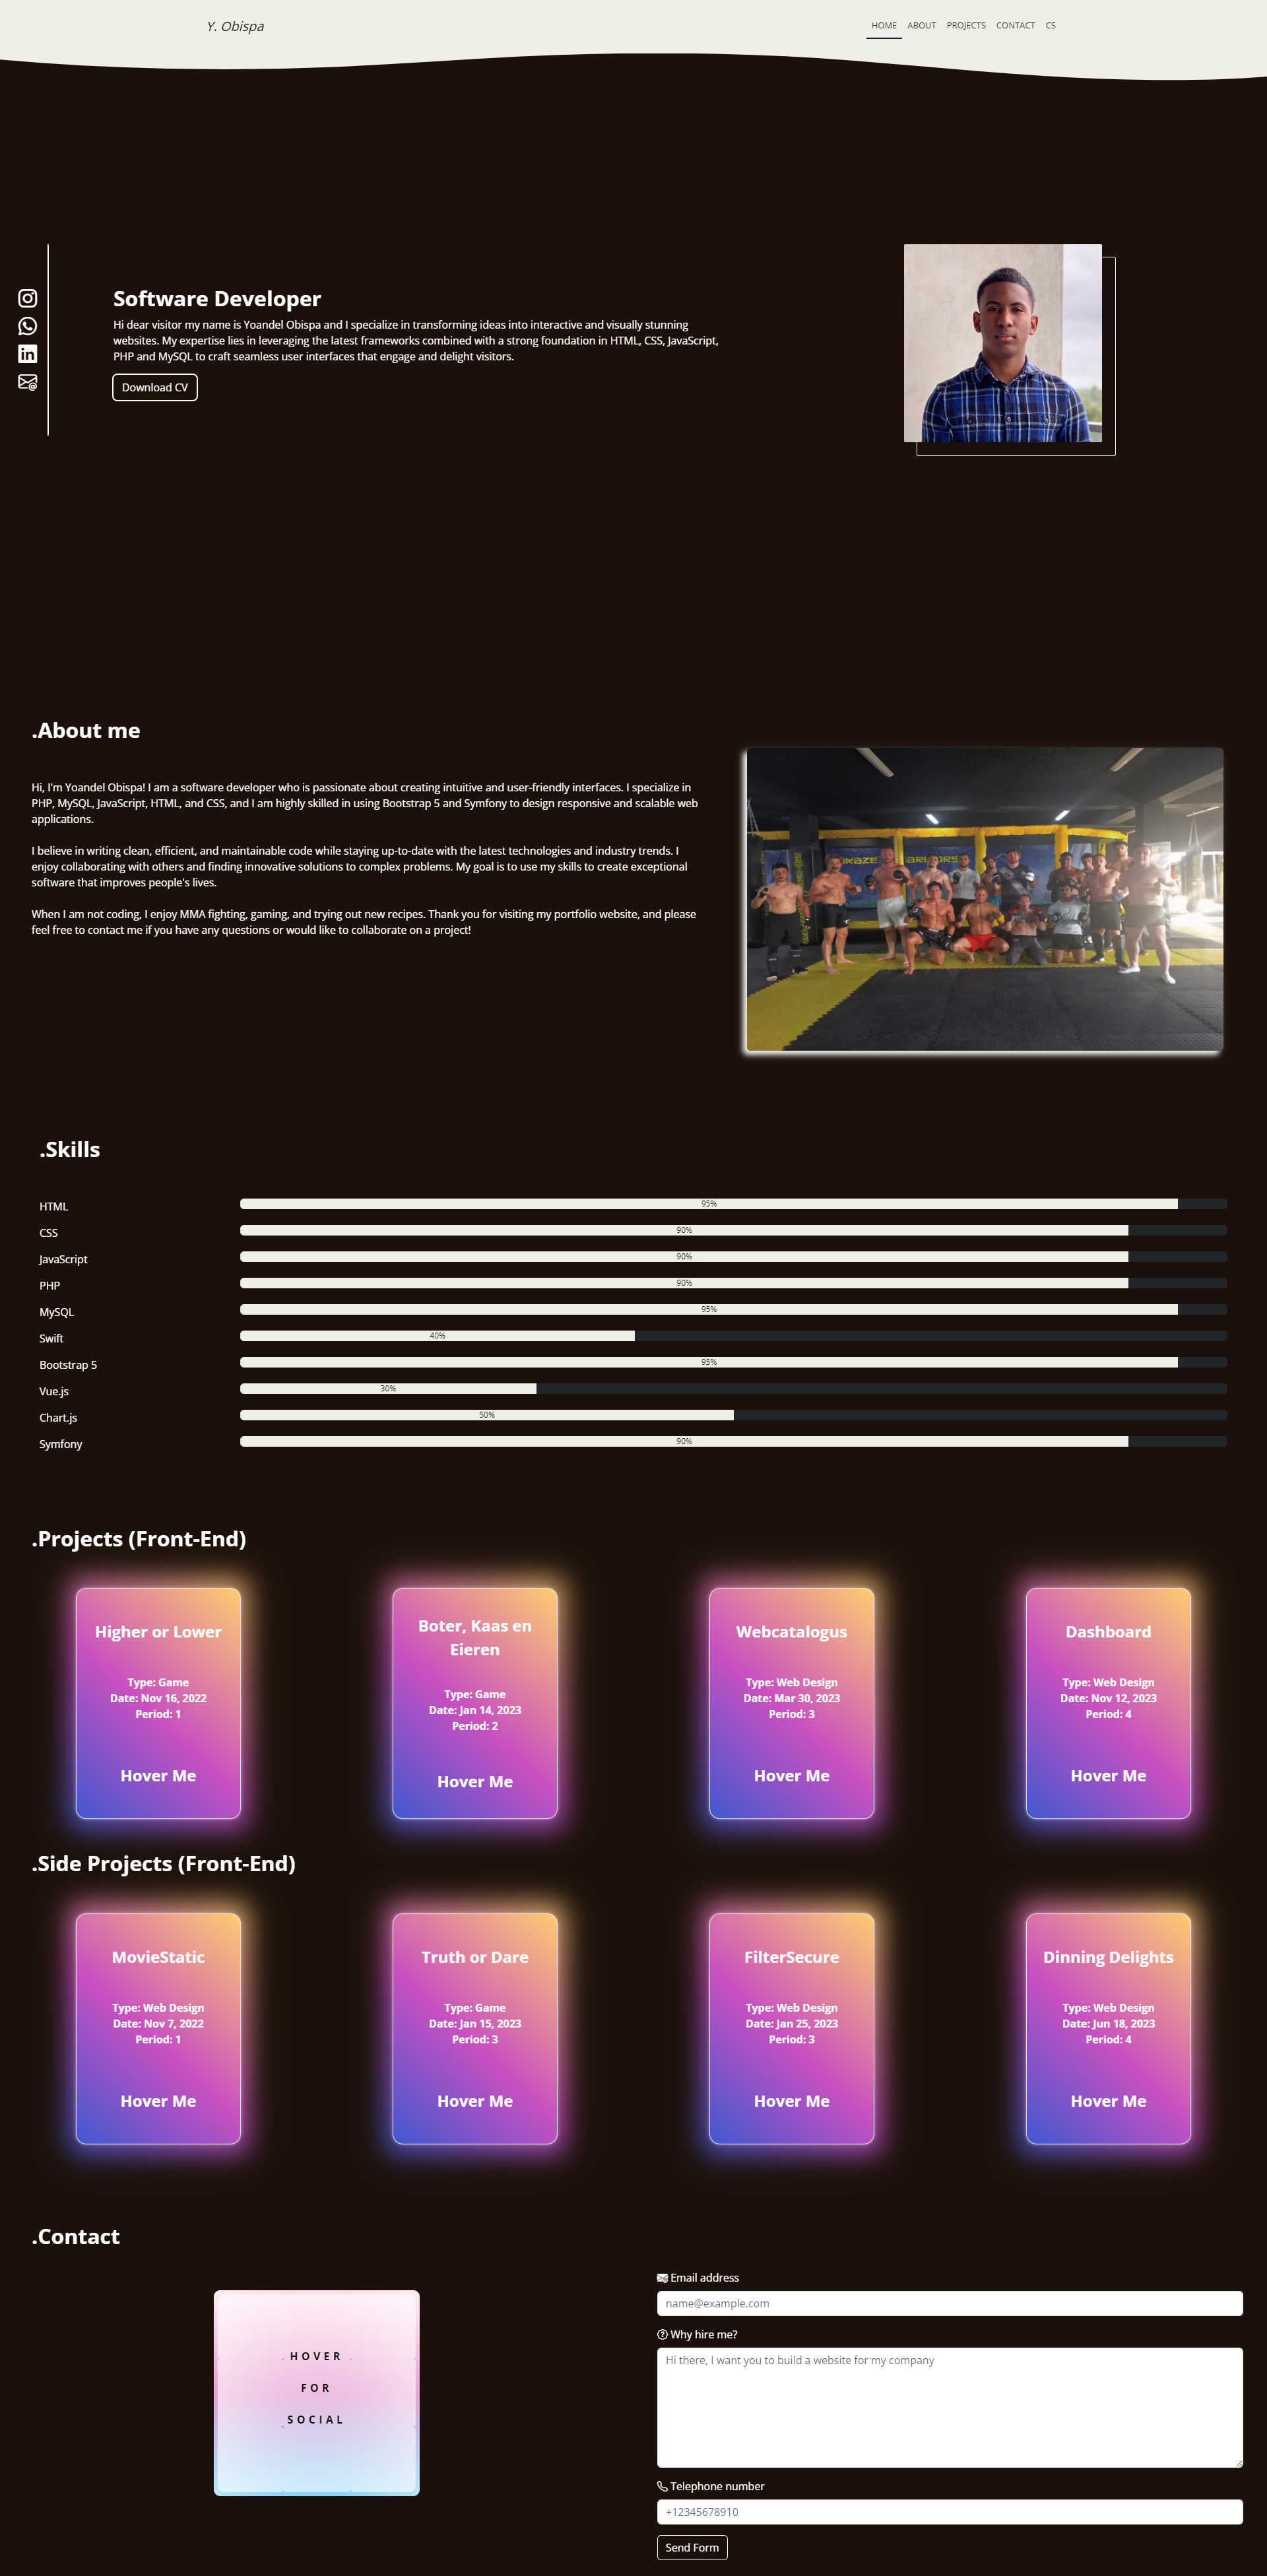 Y. Obispa
HOME ABOUT PROJECTS CONTACT CS
Software Developer
Hi dear visitor my name is Yoandel Obispa and I specialize in transforming ideas into interactive and visually stunning
websites. My expertise lies in leveraging the latest frameworks combined with a strong foundation in HTML, CSS, JavaScript,
PHP and MySQL to craft seamless user interfaces that engage and delight visitors.
Download CV
.About me
Hi, I'm Yoandel Obispa! I am a software developer who is passionate about creating intuitive and user-friendly interfaces. I specialize in
PHP, MySQL, JavaScript, HTML, and CSS, and I am highly skilled in using Bootstrap 5 and Symfony to design responsive and scalable web
applications.
I believe in writing clean, efficient, and maintainable code while staying up-to-date with the latest technologies and industry trends. I
enjoy collaborating with others and finding innovative solutions to complex problems. My goal is to use my skills to create exceptional
software that improves people's lives.
When I am not coding, I enjoy MMA fighting, gaming, and trying out new recipes. Thank you for visiting my portfolio website, and please
feel free to contact me if you have any questions or would like to collaborate on a project!
.Skills
HTML 95%
CSS 90%
JavaScript 90%
PHP 90%
MySQL 95%
Swift 40%
Bootstrap 5 95%
Vue.js 30%
Chart.js 50%
Symfony 90%
.Projects (Front-End)
Higher or Lower
Type: Game
Date: Nov 16, 2022
Period: 1
Hover Me
Boter, Kaas en
Eieren
Type: Game
Date: Jan 14, 2023
Period: 2
Hover Me
Webcatalogus
Type: Web Design
Date: Mar 30, 2023
Period: 3
Hover Me
Dashboard
Type: Web Design
Date: Nov 12, 2023
Period: 4
Hover Me
.Side Projects (Front-End)
MovieStatic
Type: Web Design
Date: Nov 7, 2022
Period: 1
Hover Me
Truth or Dare
Type: Game
Date: Jan 15, 2023
Period: 3
Hover Me
FilterSecure
Type: Web Design
Date: Jan 25, 2023
Period: 3
Hover Me
Dinning Delights
Type: Web Design
Date: Jun 18, 2023
Period: 4
Hover Me
.Contact
HOVER
FOR
SOCIAL
Email address
name@example.com
Why hire me?
Hi there, I want you to build a website for my company
Telephone number
+12345678910
Send Form